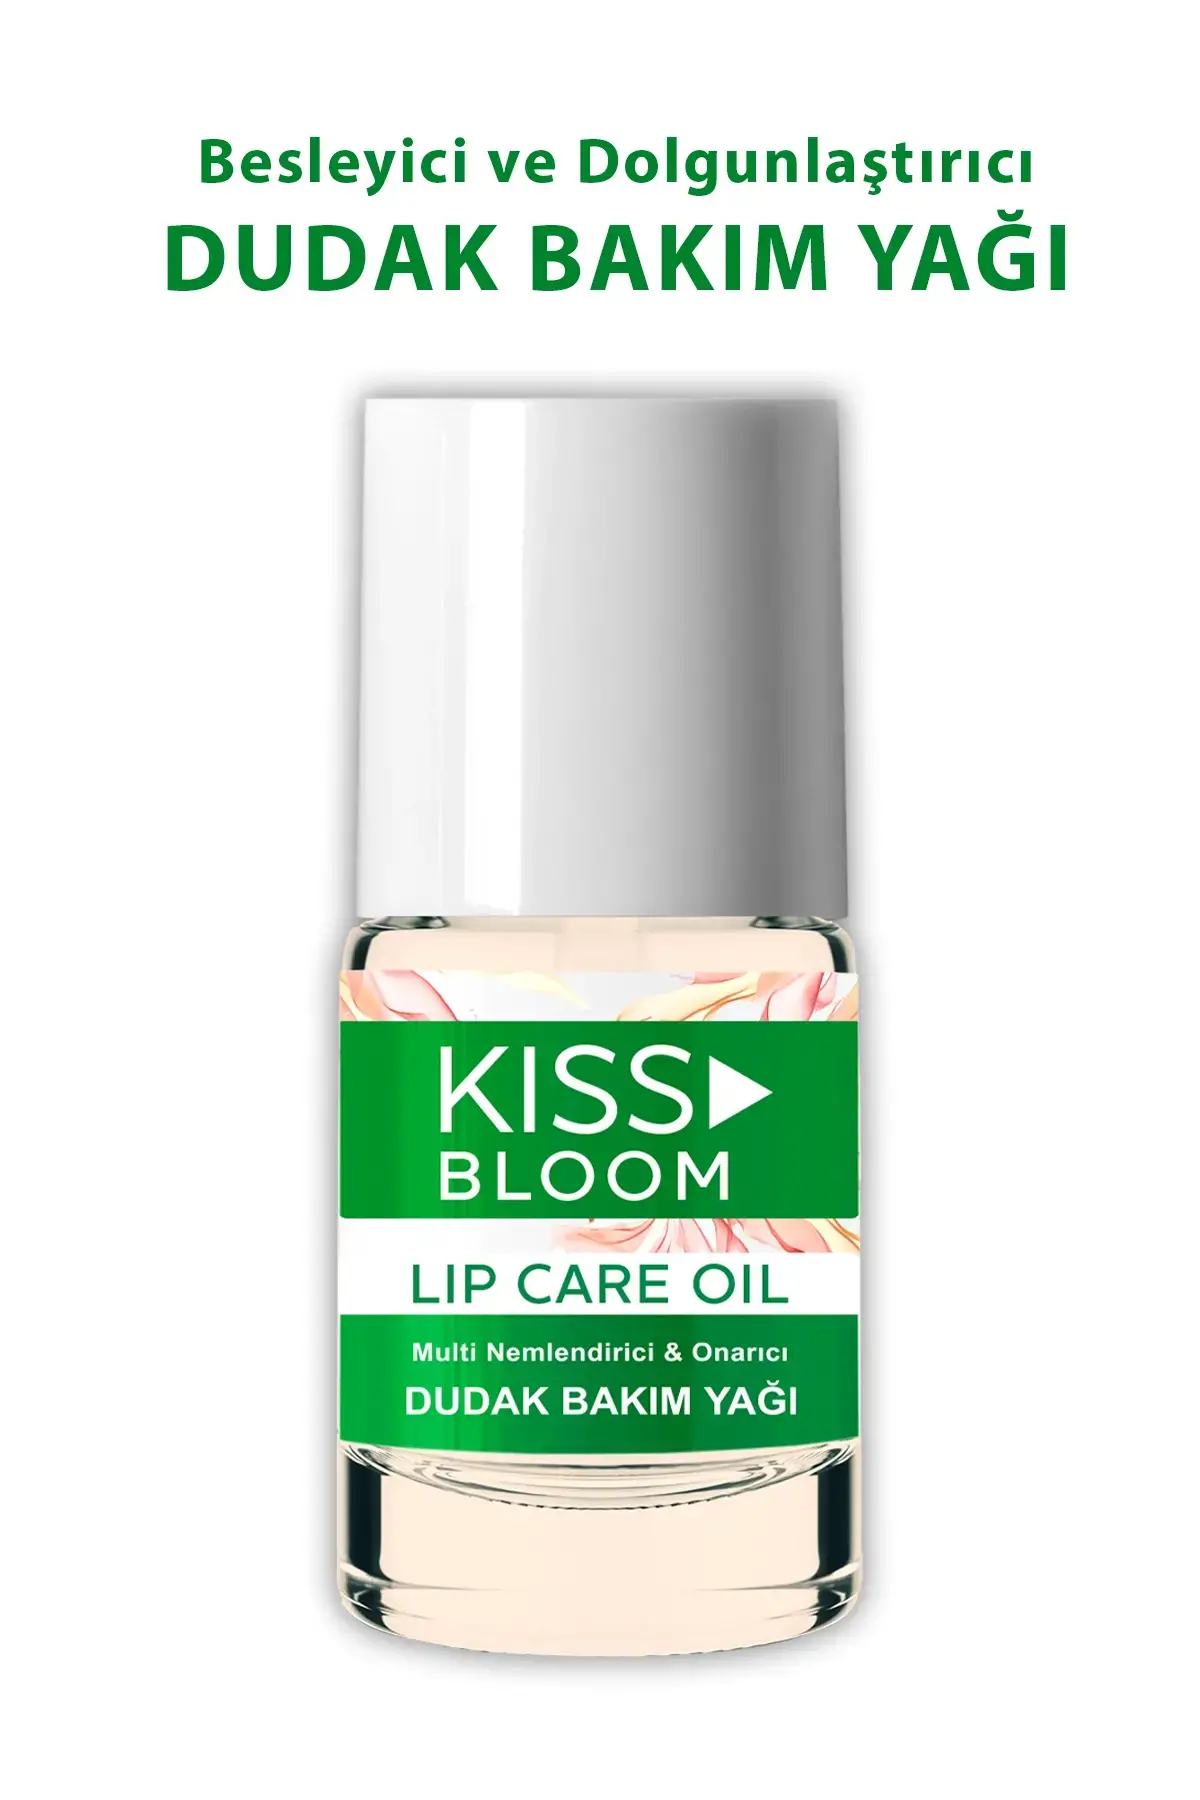 Besleyici ve Dolgunlaştırıcı
DUDAK BAKIM YAĞI
KISS
BLOOM
LIP CARE OIL
Multi Nemlendirici & Onarıcı
DUDAK BAKIM YAĞI